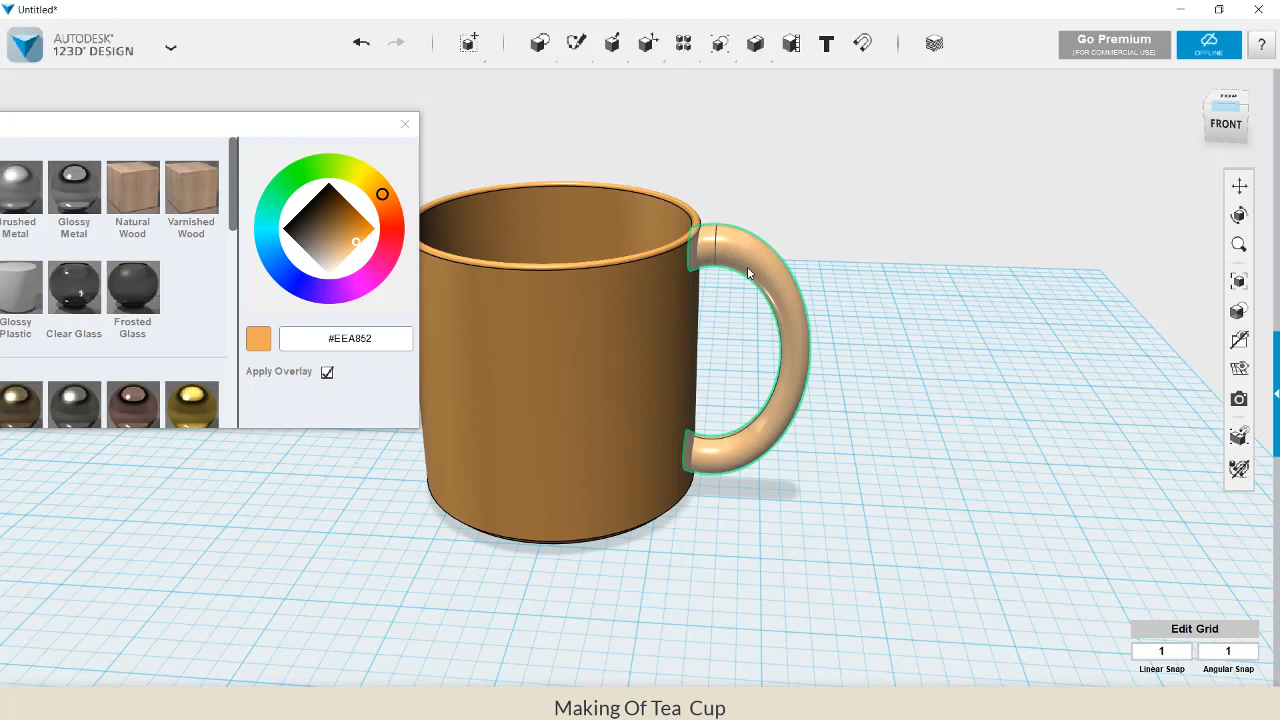 Untitled*
AUTODESK
123D DESIGN
T
Go Premium
(FOR COMMERCIAL USE)
OFFLINE
?
TOP
FRONT
Brushed Metal
Glossy Metal
Natural Wood
Varnished Wood
Glossy Plastic
Clear Glass
Frosted Glass
#EEA852
Apply Overlay
Edit Grid
1
1
Linear Snap
Angular Snap
Making Of Tea Cup